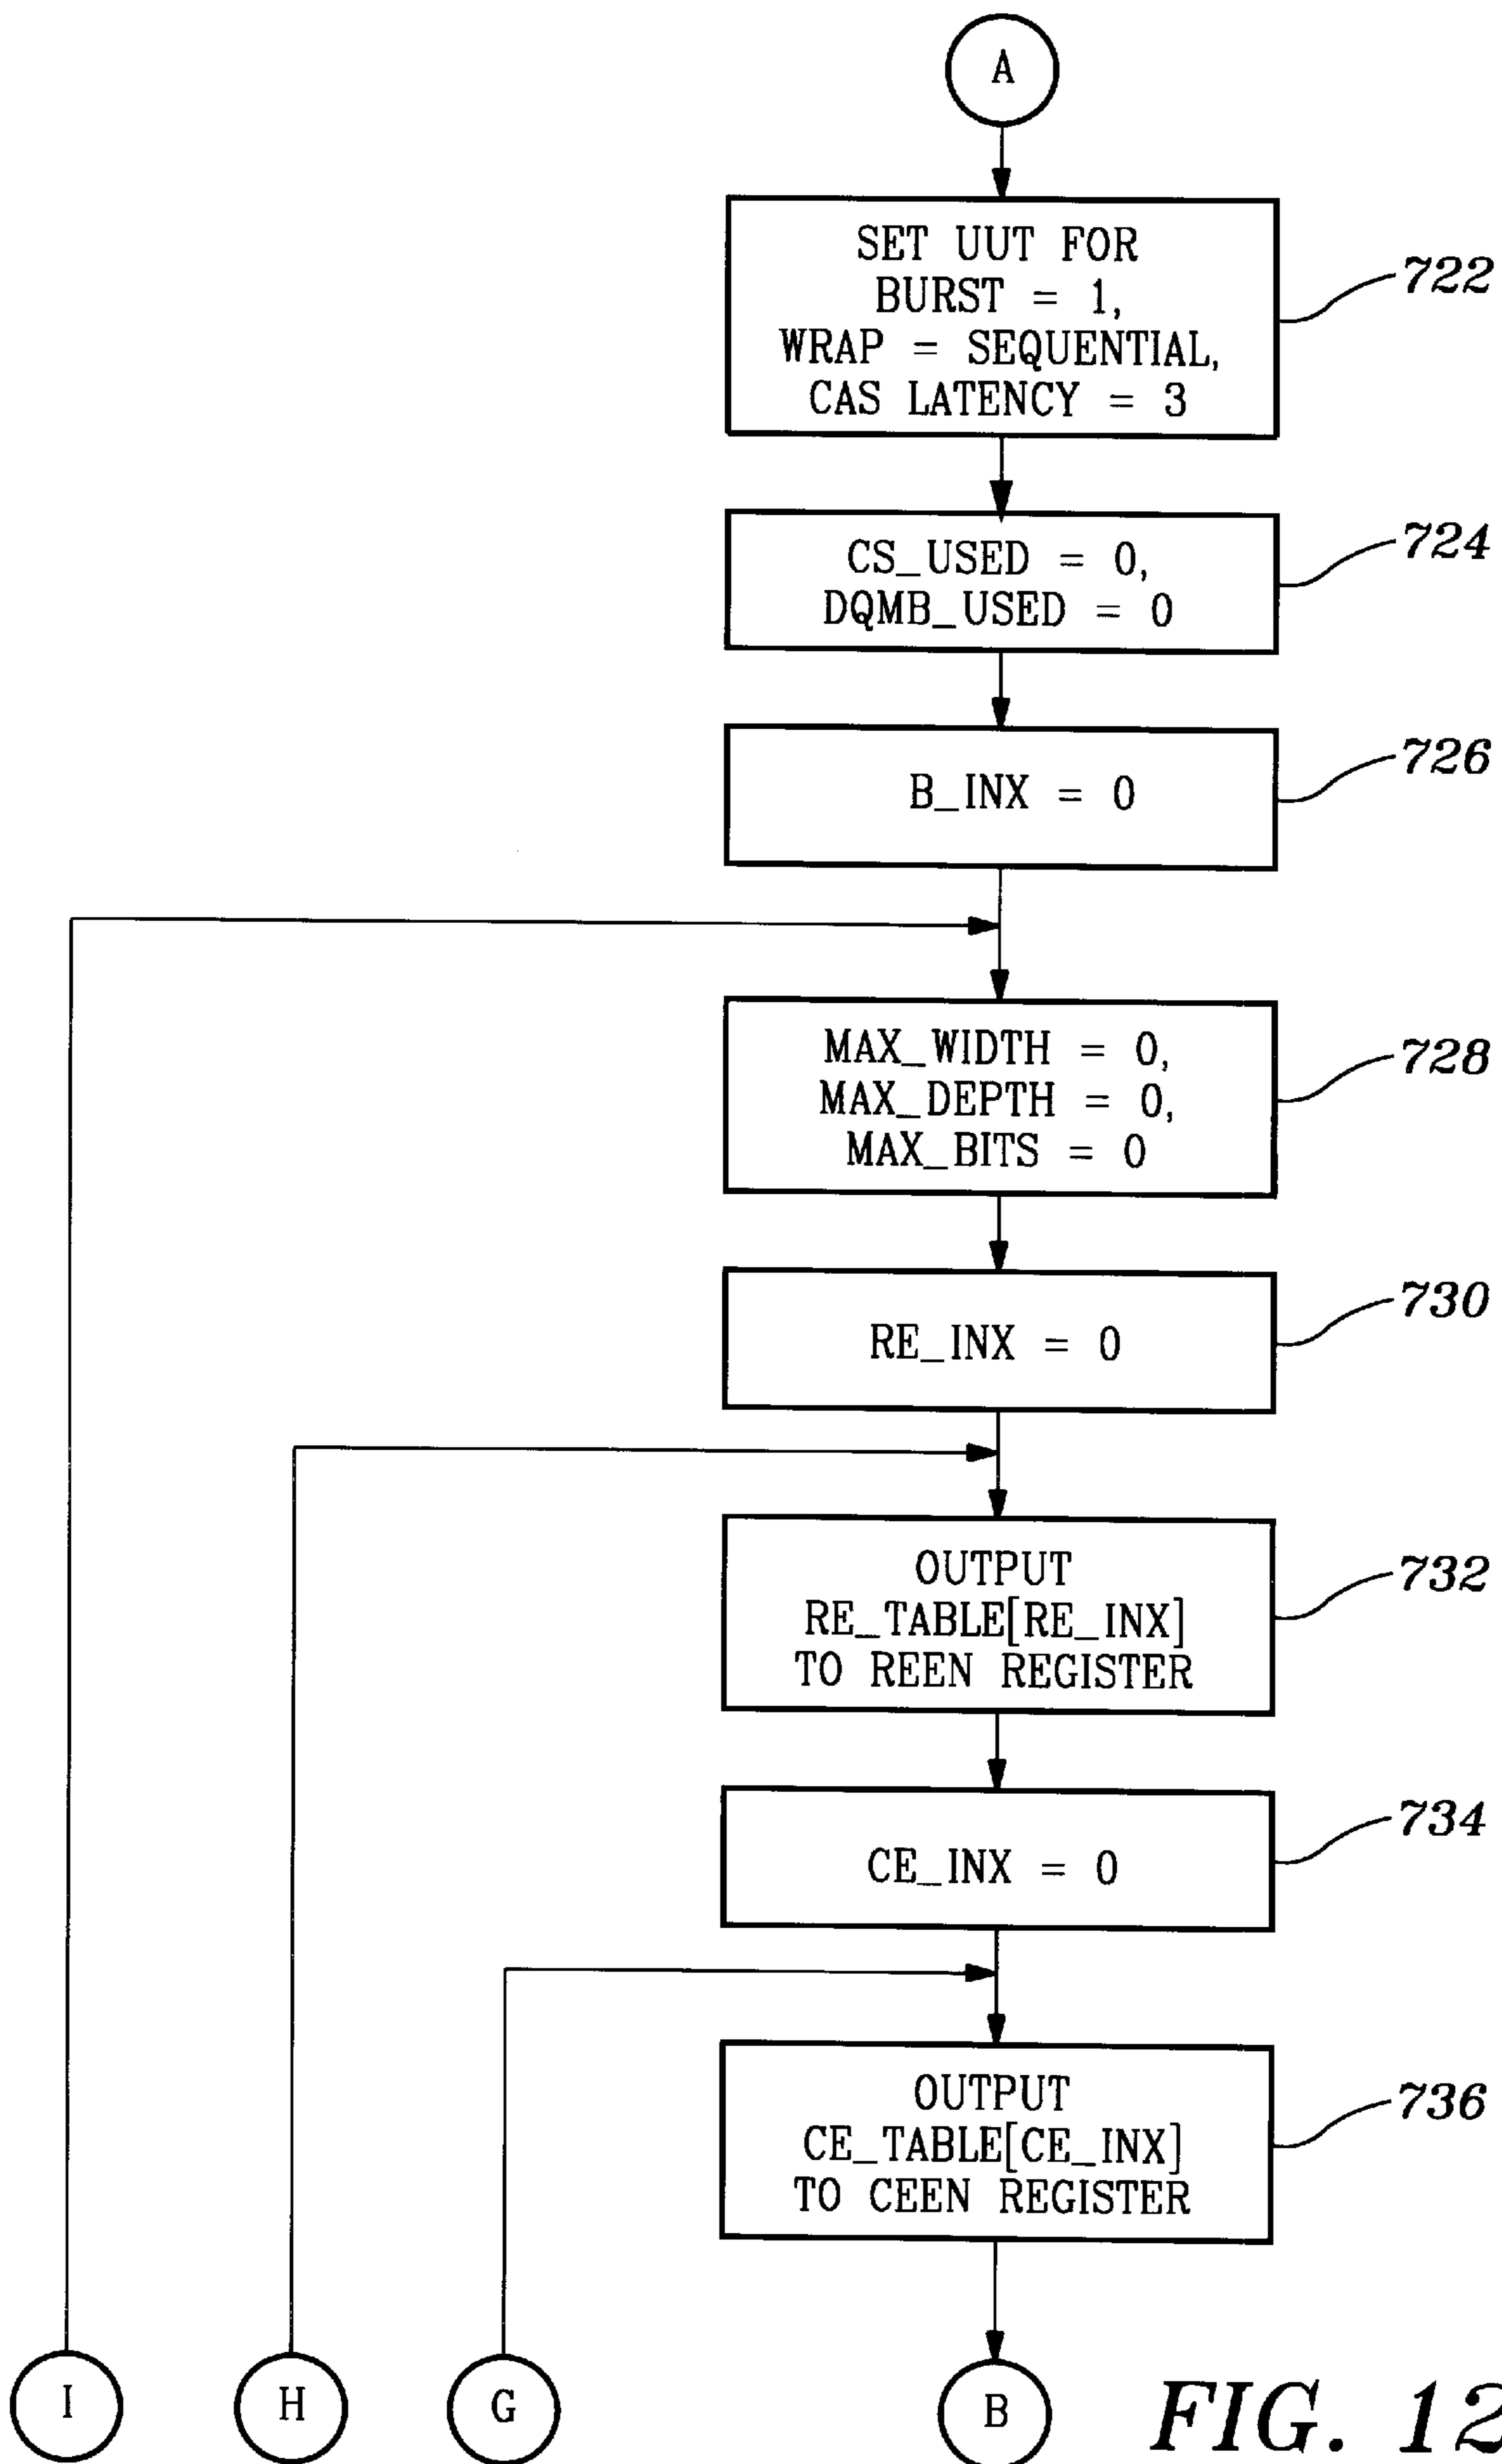 A
SET UUT FOR
BURST = 1,
WRAP = SEQUENTIAL,
CAS LATENCY = 3
722
CS_USED = 0,
DQMB_USED = 0
724
B_INX = 0
726
MAX_WIDTH = 0,
MAX_DEPTH = 0,
MAX_BITS = 0
728
RE_INX = 0
730
OUTPUT
RE_TABLE[RE_INX]
TO REEN REGISTER
732
CE_INX = 0
734
OUTPUT
CE_TABLE[CE_INX]
TO CEEN REGISTER
736
I
H
G
B
FIG. 12